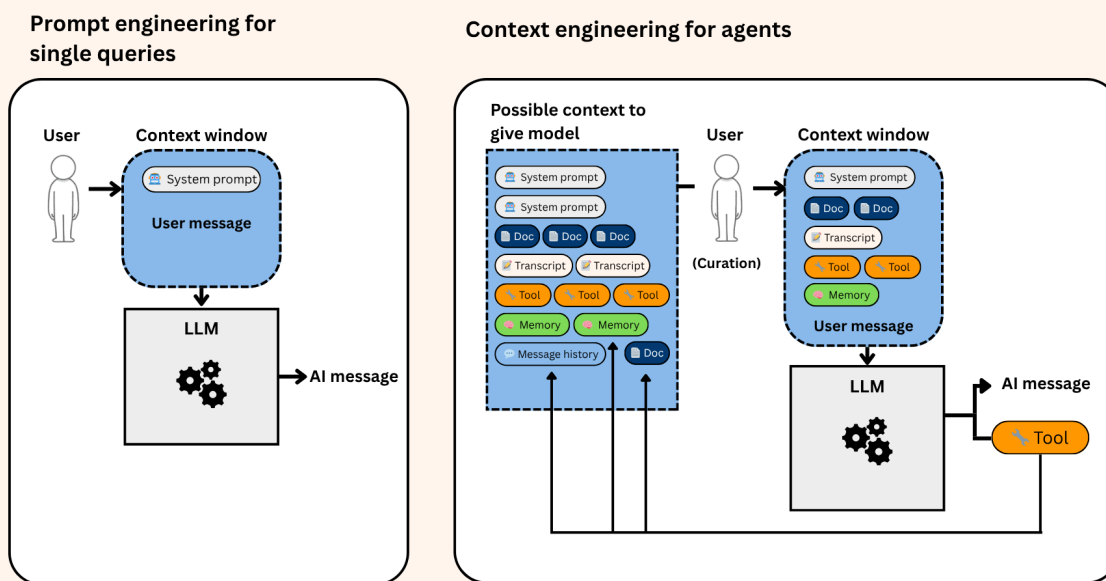 Prompt engineering for
single queries
User
Context window
System prompt
User message
LLM
AI message
Context engineering for agents
Possible context to
give model
System prompt
System prompt
Doc Doc Doc
Transcript Transcript
Tool Tool Tool
Memory Memory
Message history Doc
User
(Curation)
Context window
System prompt
Doc Doc
Transcript
Tool Tool
Memory
User message
LLM
AI message
Tool